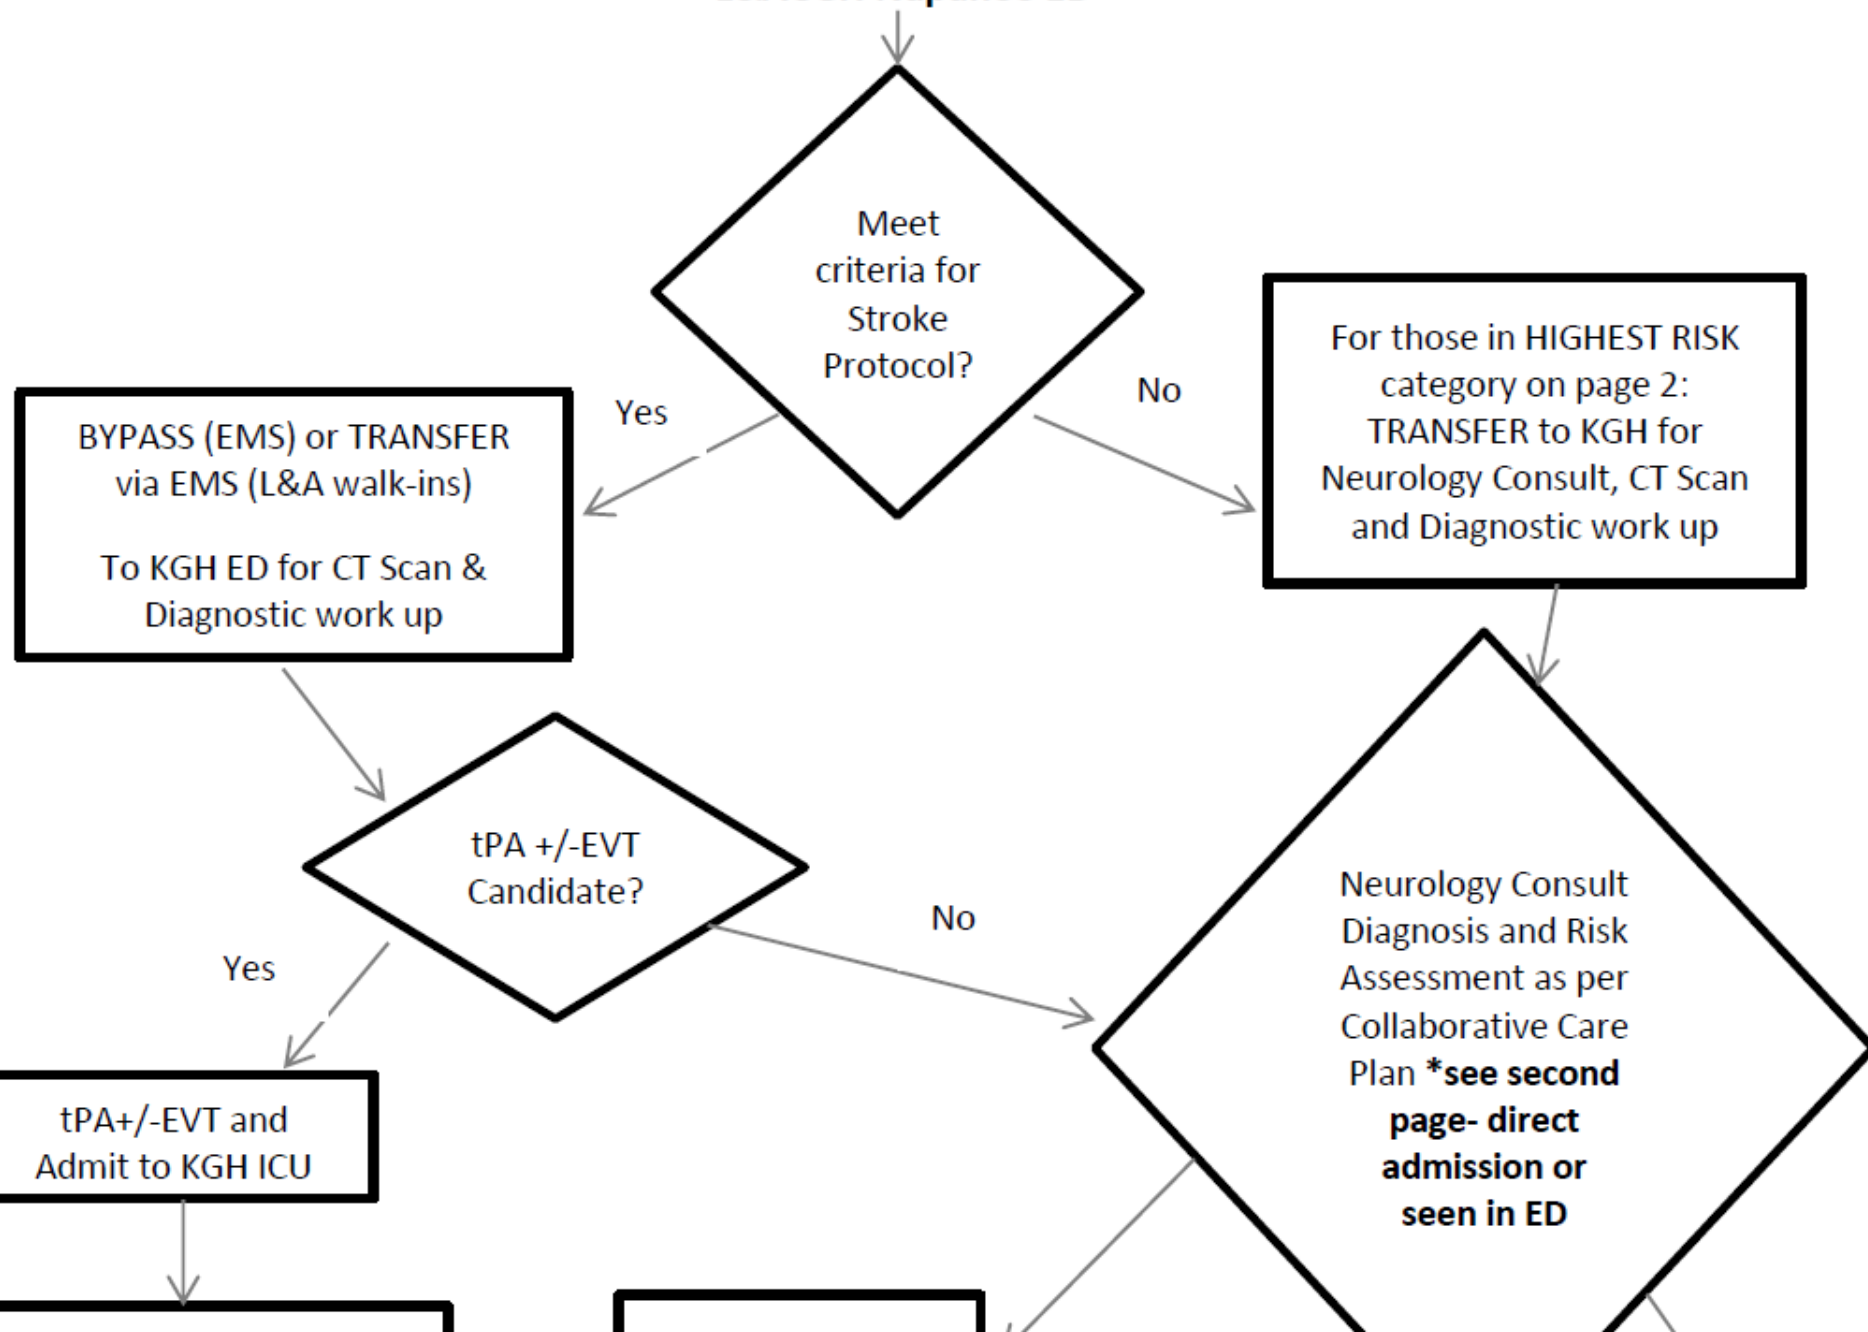 Meet
criteria for
Stroke
Protocol?
Yes
No
For those in HIGHEST RISK
category on page 2:
TRANSFER to KGH for
Neurology Consult, CT Scan
and Diagnostic work up
BYPASS (EMS) or TRANSFER
via EMS (L&A walk-ins)
To KGH ED for CT Scan &
Diagnostic work up
tPA +/-EVT
Candidate?
Yes
No
Neurology Consult
Diagnosis and Risk
Assessment as per
Collaborative Care
Plan *see second
page- direct
admission or
seen in ED
tPA+/-EVT and
Admit to KGH ICU